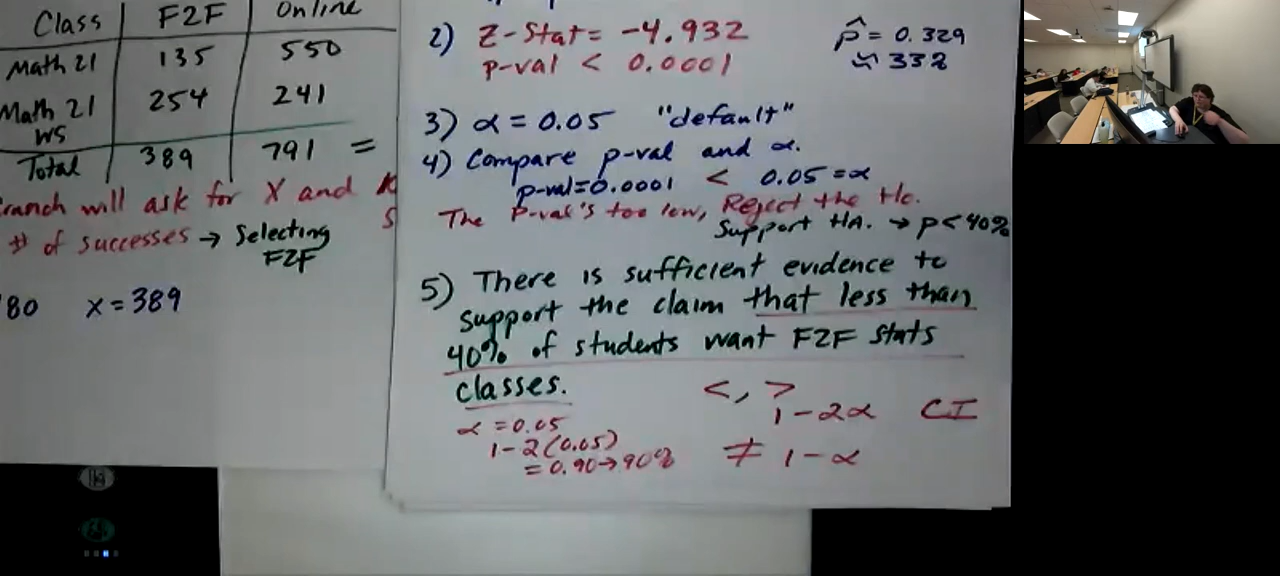 Class F2F Online
Math 21 135 550
Math 21 WS 254 241
Total 389 791 =
cranch will ask for X and
# of successes → Selecting F2F
80 x = 389
2) Z-Stat = -4.932
p-val < 0.0001
p̂ = 0.329
≈ 33%
3) α = 0.05 "default"
4) Compare p-val and α.
p-val=0.0001 < 0.05 = α
The P-val's too low, Reject the Ho.
Support HA. → p < 40%
5) There is sufficient evidence to
support the claim that less than
40% of students want F2F stats
classes.
<, >
1-2α CI
α = 0.05
1-2(0.05)
= 0.90→90%
≠ 1-α